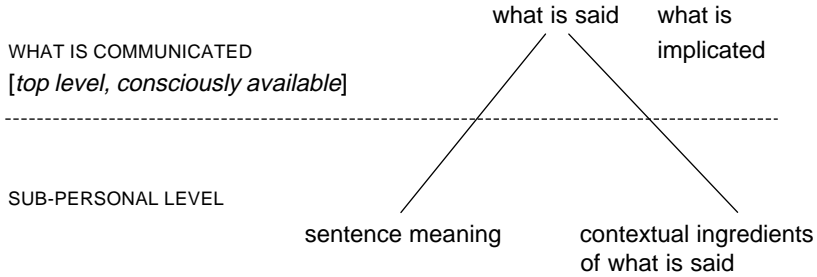 what is said what is
WHAT IS COMMUNICATED implicated
[top level, consciously available]
SUB-PERSONAL LEVEL
sentence meaning contextual ingredients
of what is said